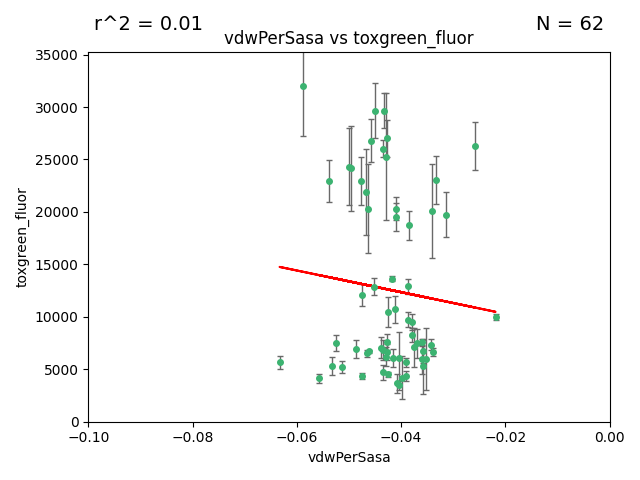 r^2 = 0.01
N = 62
vdwPerSasa vs toxgreen_fluor
35000
30000
25000
20000
15000
10000
5000
0
toxgreen_fluor
−0.10
−0.08
−0.06
−0.04
−0.02
0.00
vdwPerSasa